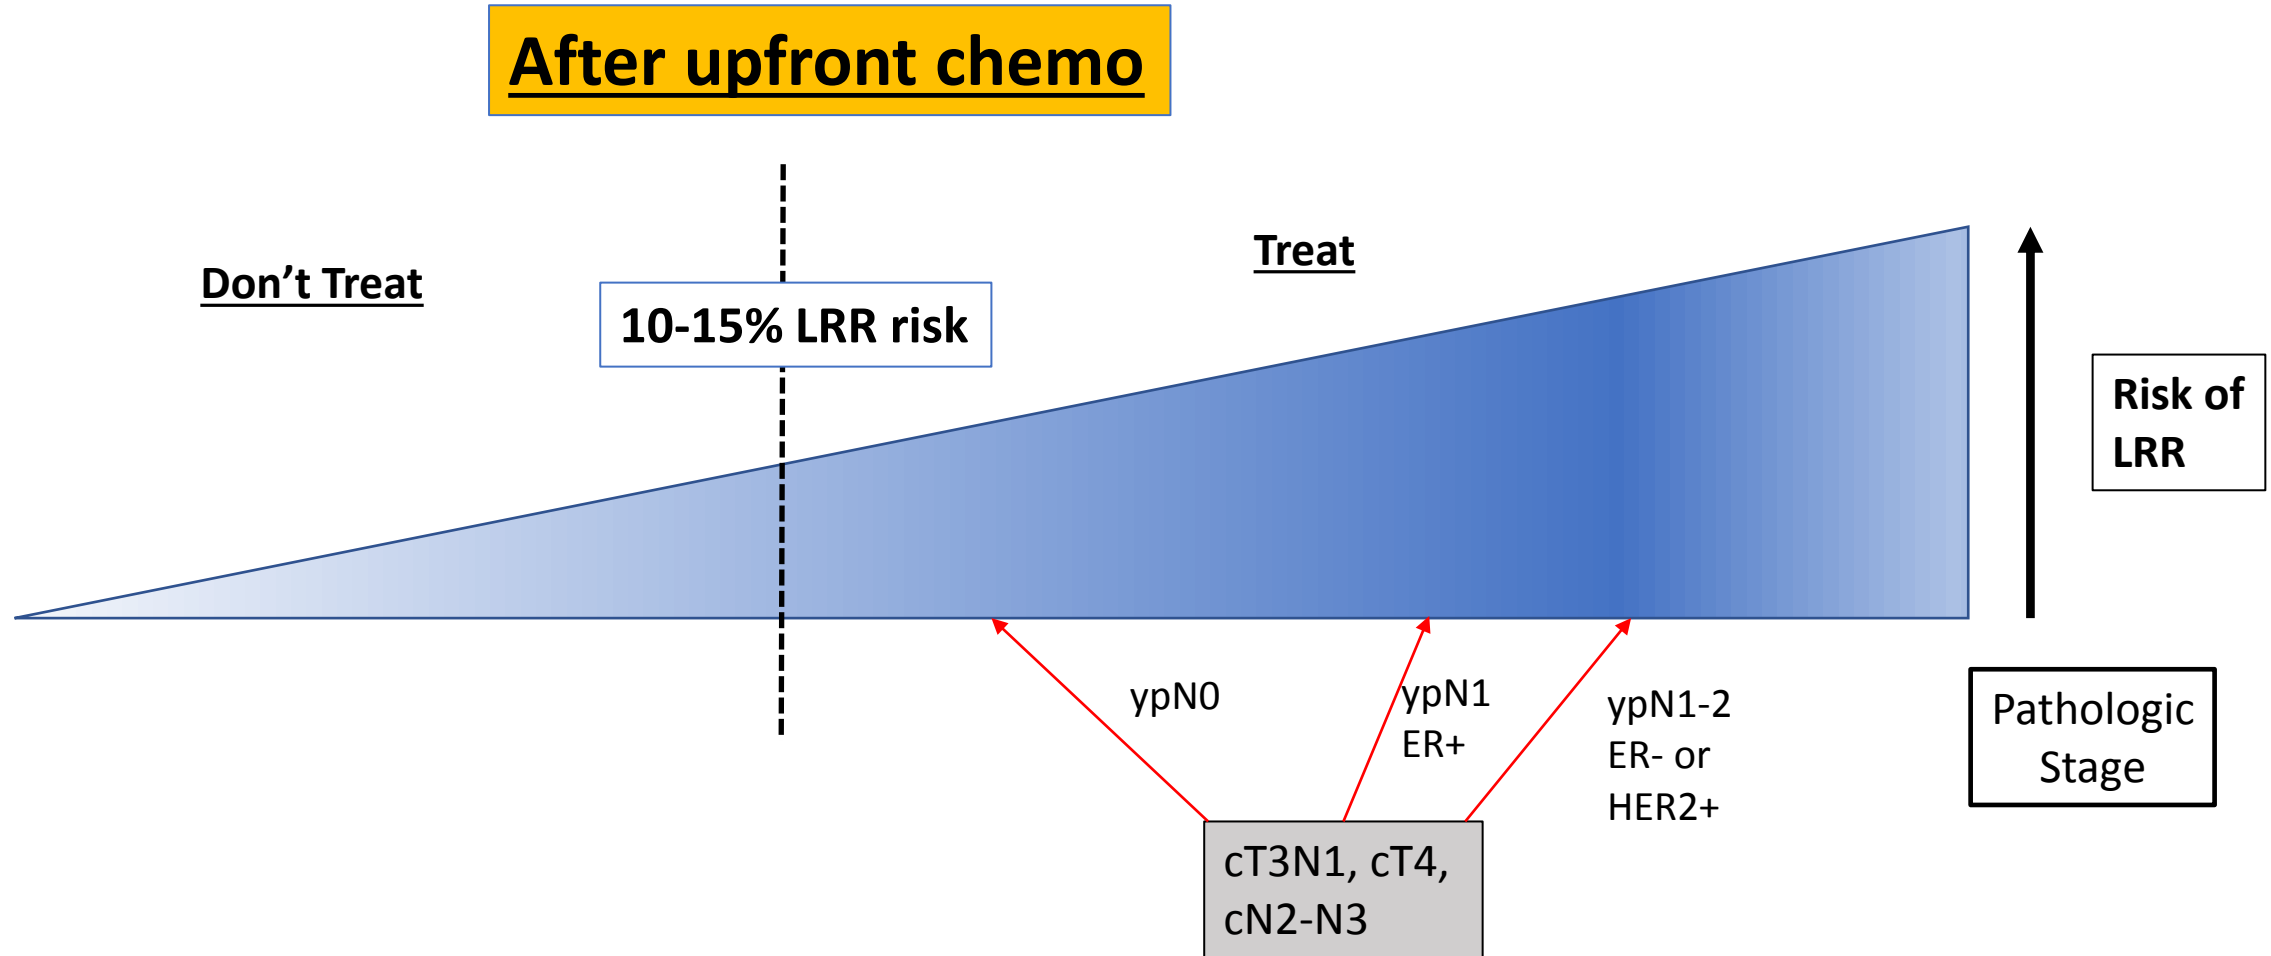 After upfront chemo
Don’t Treat
10-15% LRR risk
Treat
Risk of
LRR
ypN0
ypN1
ER+
ypN1-2
ER- or
HER2+
Pathologic
Stage
cT3N1, cT4,
cN2-N3